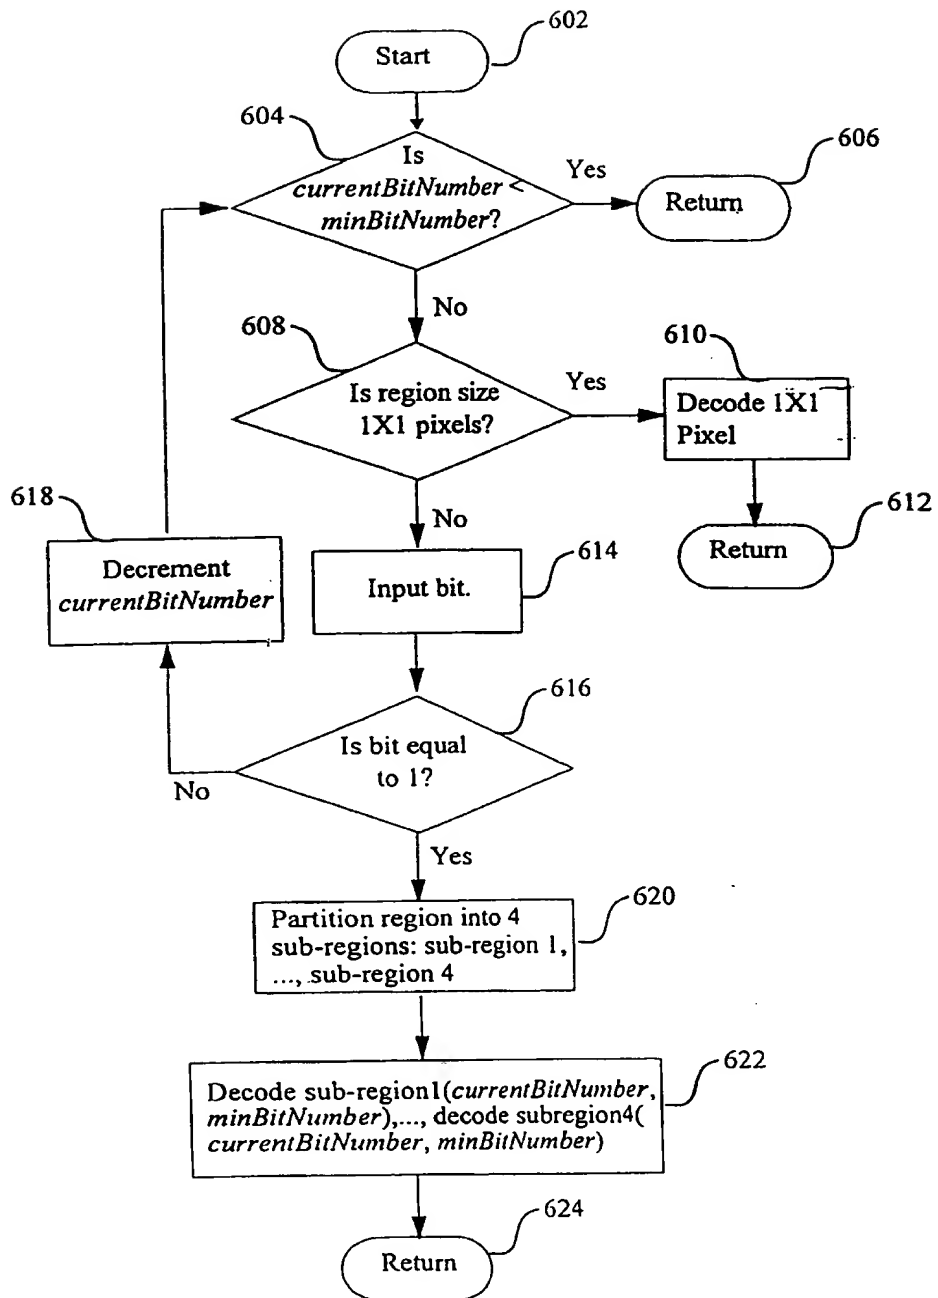 602
Start
604
Is
currentBitNumber <
minBitNumber?
Yes
606
Return
No
608
Is region size
1X1 pixels?
Yes
610
Decode 1X1
Pixel
612
Return
No
614
Input bit.
618
Decrement
currentBitNumber
616
Is bit equal
to 1?
No
Yes
620
Partition region into 4
sub-regions: sub-region 1,
..., sub-region 4
622
Decode sub-region1(currentBitNumber,
minBitNumber),..., decode subregion4(
currentBitNumber, minBitNumber)
624
Return